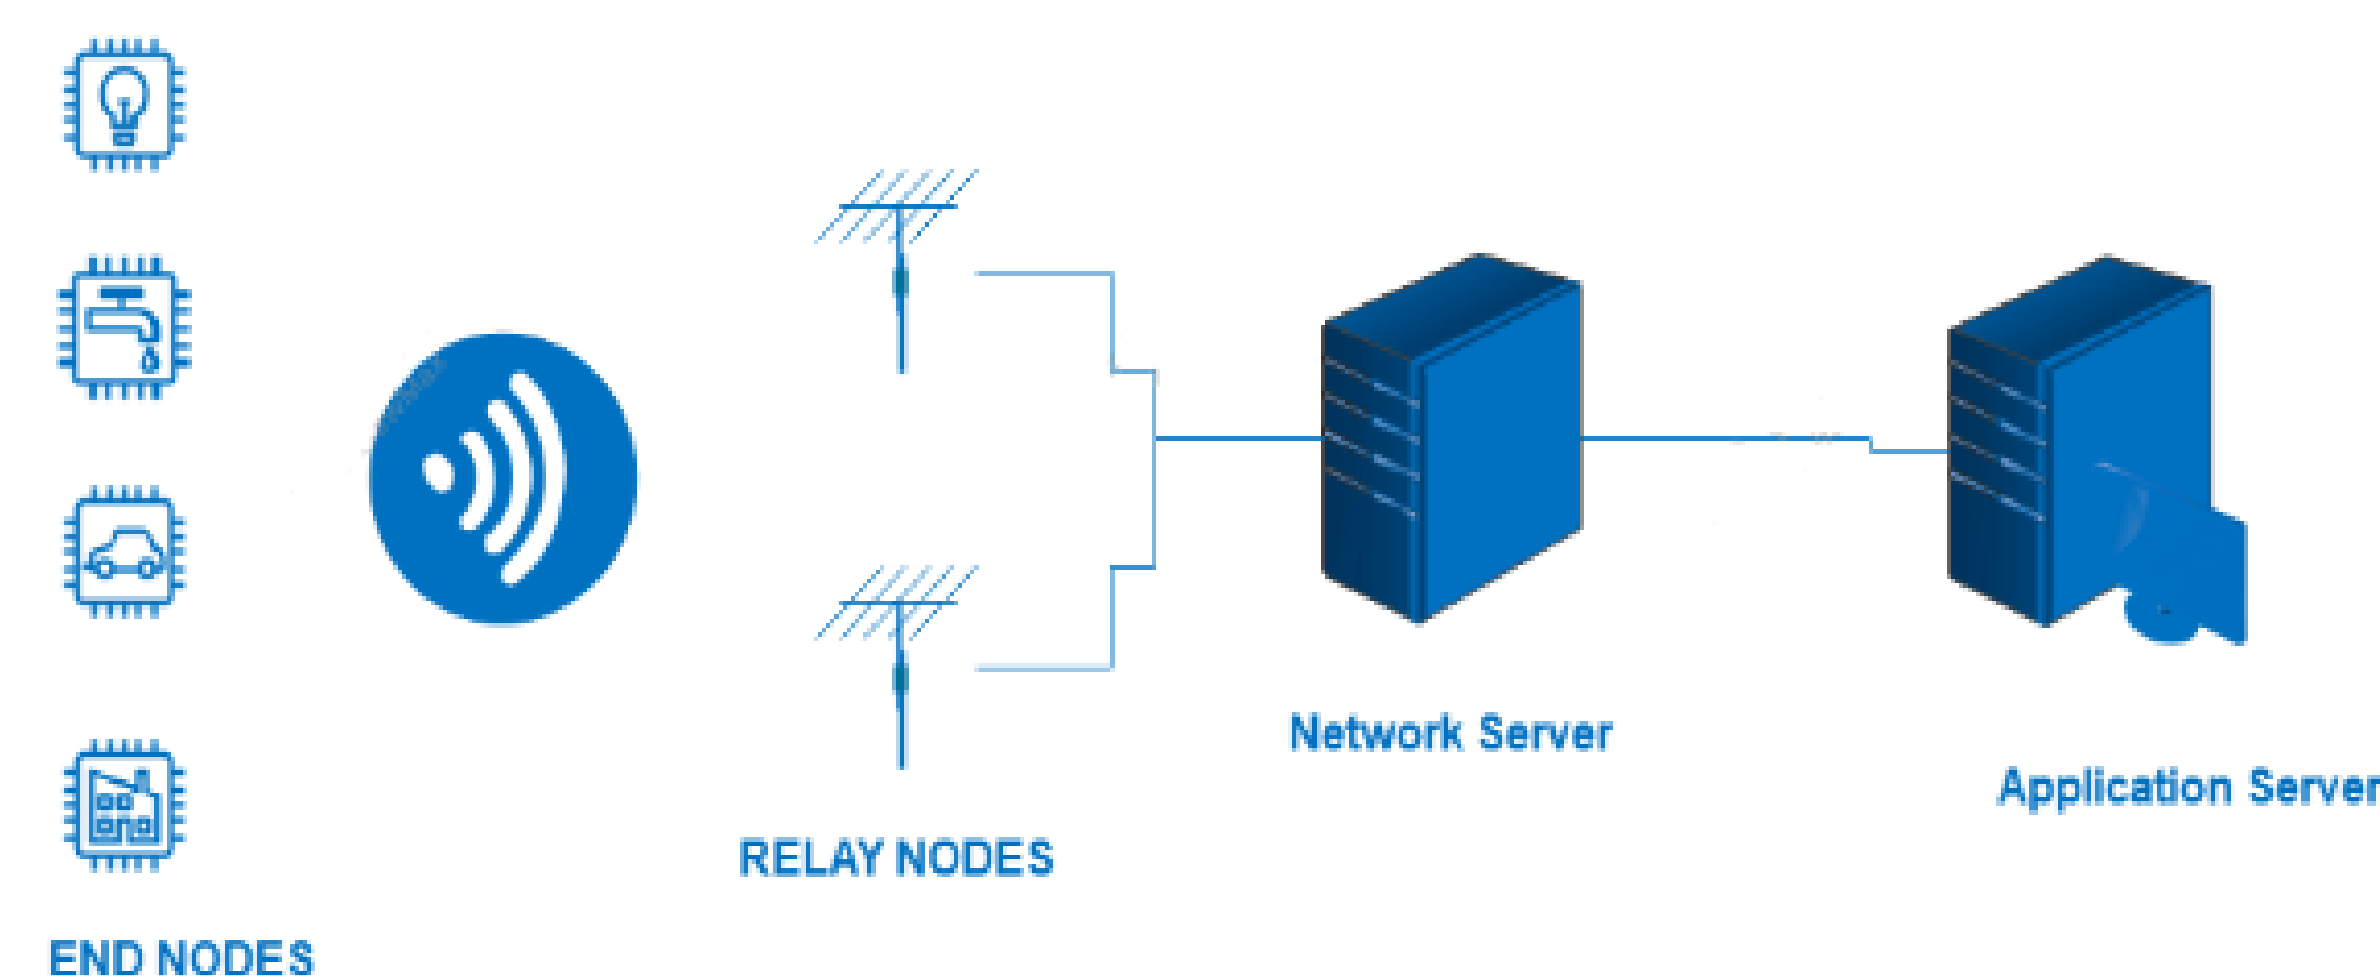 Network Server
Application Server
RELAY NODES
END NODES